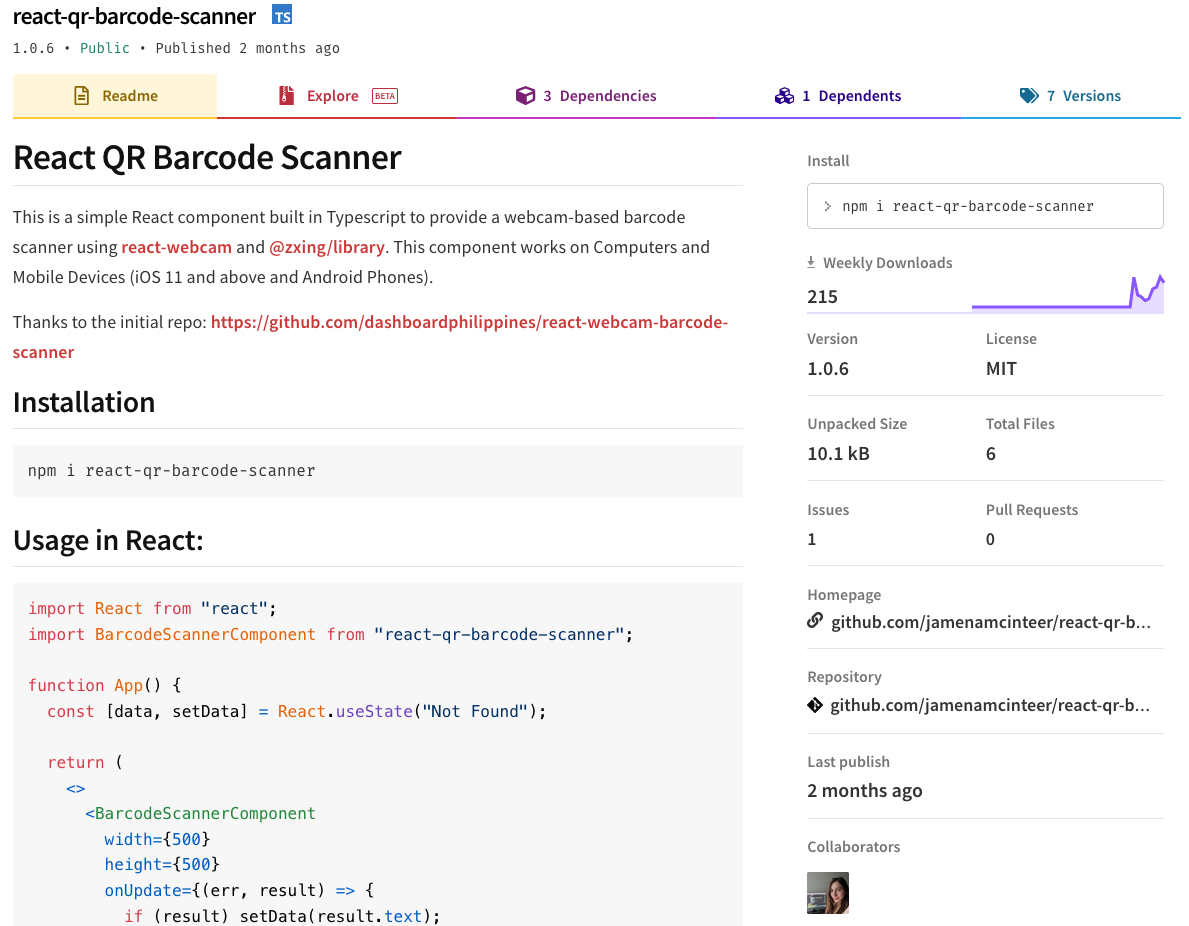 react-qr-barcode-scanner TS
1.0.6 • Public • Published 2 months ago
Readme
Explore BETA
3 Dependencies
1 Dependents
7 Versions
React QR Barcode Scanner
This is a simple React component built in Typescript to provide a webcam-based barcode
scanner using react-webcam and @zxing/library. This component works on Computers and
Mobile Devices (iOS 11 and above and Android Phones).
Thanks to the initial repo: https://github.com/dashboardphilippines/react-webcam-barcode-
scanner
Installation
npm i react-qr-barcode-scanner
Usage in React:
import React from "react";
import BarcodeScannerComponent from "react-qr-barcode-scanner";
function App() {
  const [data, setData] = React.useState("Not Found");
  return (
    <>
      <BarcodeScannerComponent
        width={500}
        height={500}
        onUpdate={(err, result) => {
          if (result) setData(result.text);
Install
> npm i react-qr-barcode-scanner
Weekly Downloads
215
Version
1.0.6
License
MIT
Unpacked Size
10.1 kB
Total Files
6
Issues
1
Pull Requests
0
Homepage
github.com/jamenamcinteer/react-qr-b...
Repository
github.com/jamenamcinteer/react-qr-b...
Last publish
2 months ago
Collaborators